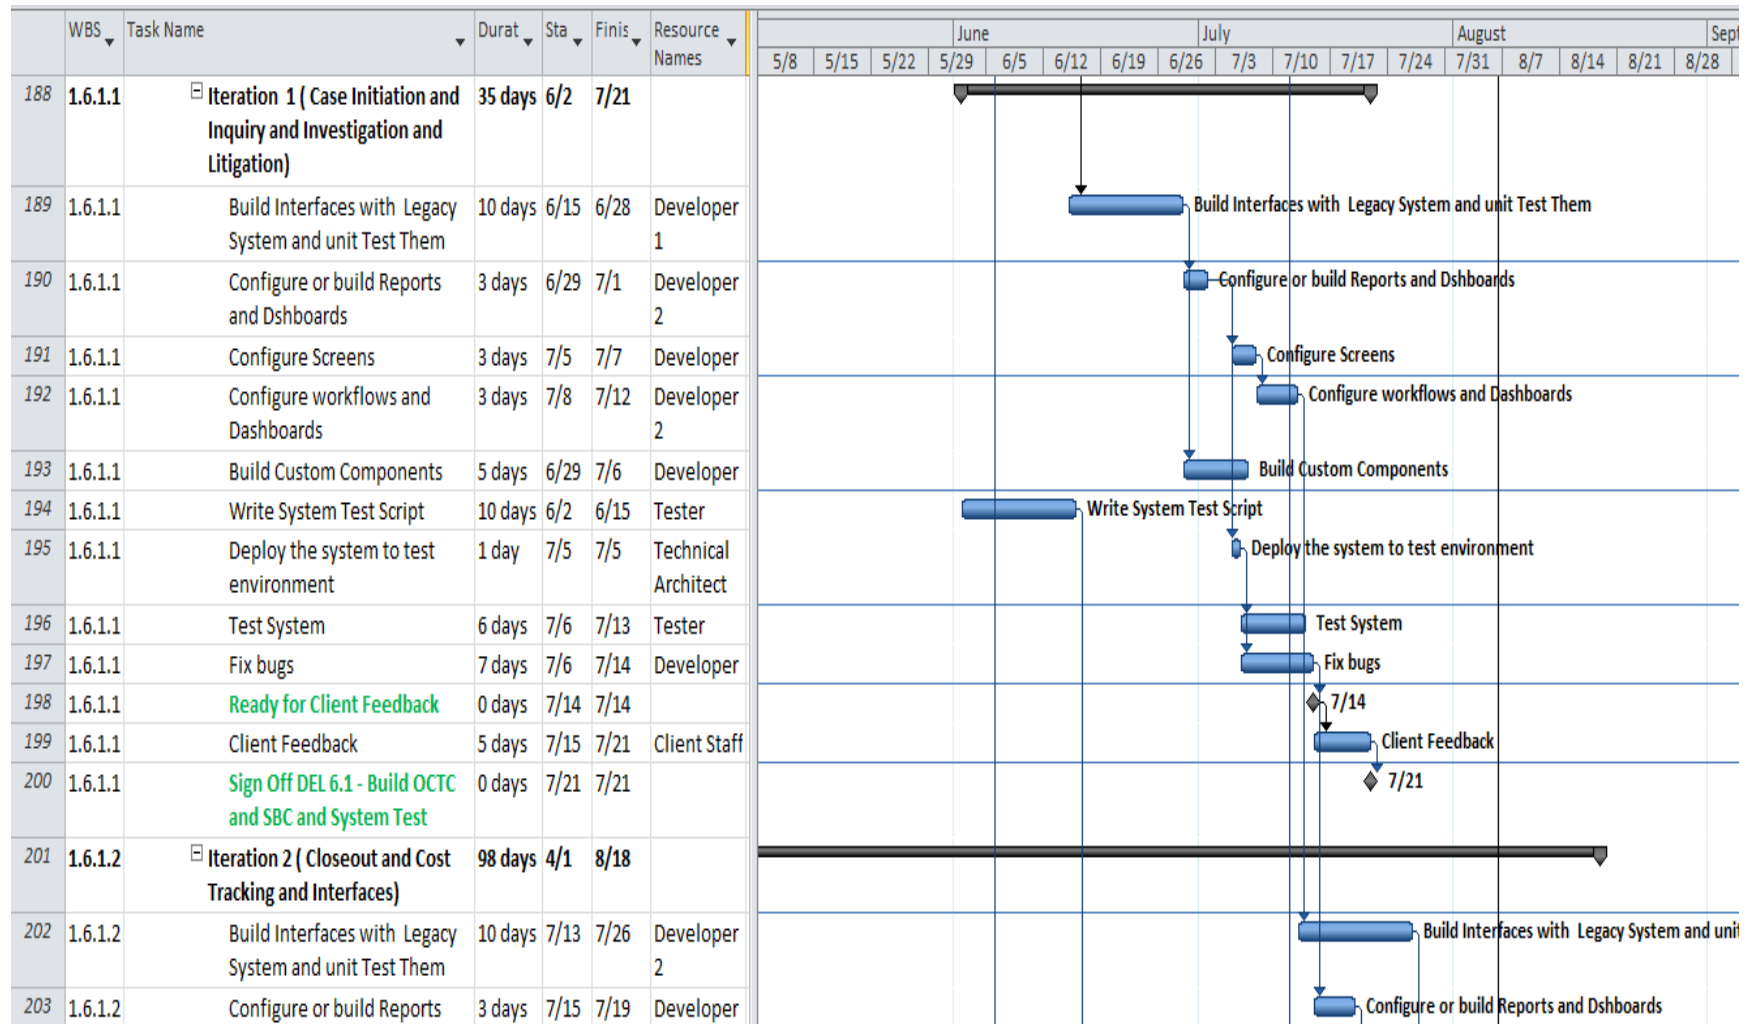 WBS Task Name Durat Sta Finis Resource Names
June July August Sept
5/8 5/15 5/22 5/29 6/5 6/12 6/19 6/26 7/3 7/10 7/17 7/24 7/31 8/7 8/14 8/21 8/28
188 1.6.1.1 Iteration 1 ( Case Initiation and 35 days 6/2 7/21
Inquiry and Investigation and
Litigation)
189 1.6.1.1 Build Interfaces with Legacy 10 days 6/15 6/28 Developer Build Interfaces with Legacy System and unit Test Them
System and unit Test Them 1
190 1.6.1.1 Configure or build Reports 3 days 6/29 7/1 Developer Configure or build Reports and Dshboards
and Dshboards 2
191 1.6.1.1 Configure Screens 3 days 7/5 7/7 Developer Configure Screens
192 1.6.1.1 Configure workflows and 3 days 7/8 7/12 Developer Configure workflows and Dashboards
Dashboards 2
193 1.6.1.1 Build Custom Components 5 days 6/29 7/6 Developer Build Custom Components
194 1.6.1.1 Write System Test Script 10 days 6/2 6/15 Tester Write System Test Script
195 1.6.1.1 Deploy the system to test 1 day 7/5 7/5 Technical Deploy the system to test environment
environment Architect
196 1.6.1.1 Test System 6 days 7/6 7/13 Tester Test System
197 1.6.1.1 Fix bugs 7 days 7/6 7/14 Developer Fix bugs
198 1.6.1.1 Ready for Client Feedback 0 days 7/14 7/14 7/14
199 1.6.1.1 Client Feedback 5 days 7/15 7/21 Client Staff Client Feedback
200 1.6.1.1 Sign Off DEL 6.1 - Build OCTC 0 days 7/21 7/21 7/21
and SBC and System Test
201 1.6.1.2 Iteration 2 ( Closeout and Cost 98 days 4/1 8/18
Tracking and Interfaces)
202 1.6.1.2 Build Interfaces with Legacy 10 days 7/13 7/26 Developer Build Interfaces with Legacy System and unit
System and unit Test Them 2
203 1.6.1.2 Configure or build Reports 3 days 7/15 7/19 Developer Configure or build Reports and Dshboards